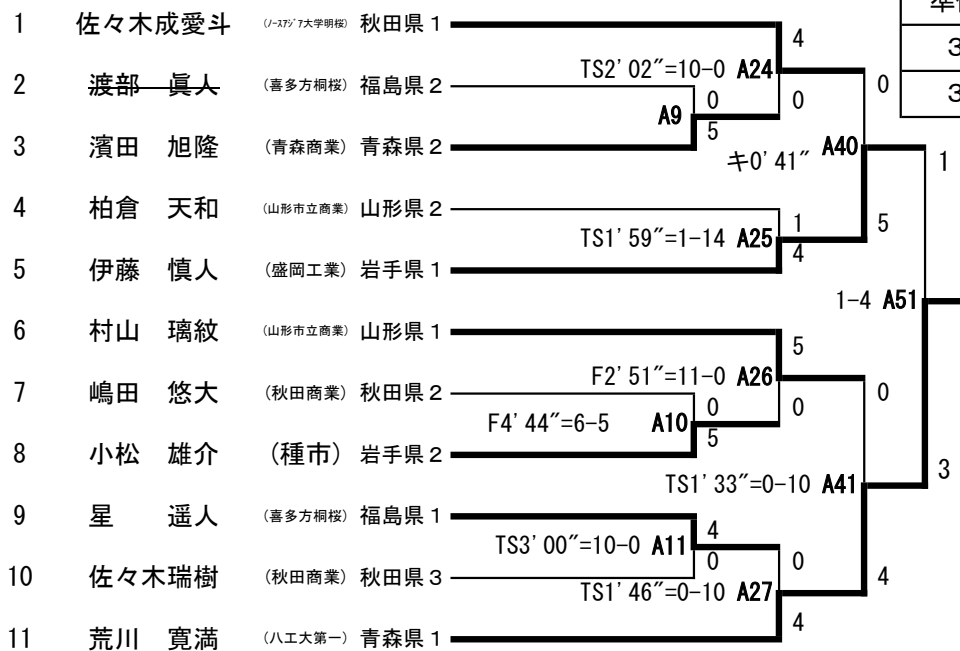 1 佐々木成愛斗 (ﾉｰｽｱｼﾞｱ大学明桜) 秋田県 1
4
TS2'02"=10-0 A24
2 渡部 眞人 (喜多方桐桜) 福島県 2
0
0
0
A9
5
3 濱田 旭隆 (青森商業) 青森県 2
キ0'41" A40
1
4 柏倉 天和 (山形市立商業) 山形県 2
1
5
TS1'59"=1-14 A25
4
5 伊藤 慎人 (盛岡工業) 岩手県 1
1-4 A51
6 村山 璃紋 (山形市立商業) 山形県 1
5
F2'51"=11-0 A26
7 嶋田 悠大 (秋田商業) 秋田県 2
0
0
0
F4'44"=6-5 A10
5
8 小松 雄介 (種市) 岩手県 2
TS1'33"=0-10 A41
3
9 星 遥人 (喜多方桐桜) 福島県 1
4
TS3'00"=10-0 A11
0
0
10 佐々木瑞樹 (秋田商業) 秋田県 3
4
TS1'46"=0-10 A27
4
11 荒川 寛満 (八工大第一) 青森県 1
3
3